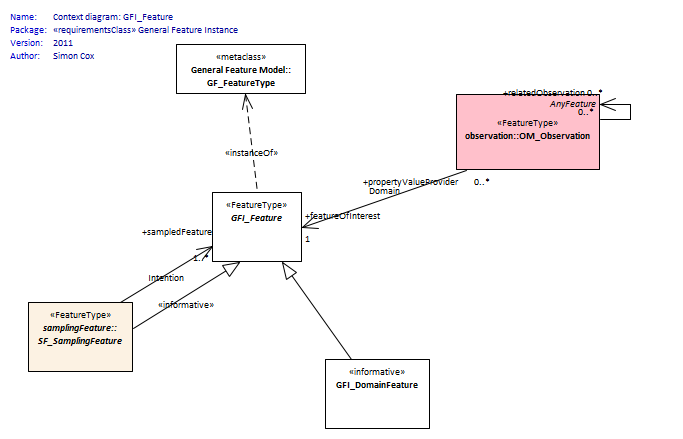 Name: Context diagram: GFI_Feature
Package: «requirementsClass» General Feature Instance
Version: 2011
Author: Simon Cox
«metaclass»
General Feature Model::
GF_FeatureType
+relatedObservation 0..*
AnyFeature
0..*
«FeatureType»
observation::OM_Observation
«instanceOf»
+propertyValueProvider 0..*
Domain
«FeatureType»
GFI_Feature
+featureOfInterest
1
+sampledFeature
1..*
Intention
«informative»
«FeatureType»
samplingFeature::
SF_SamplingFeature
«informative»
GFI_DomainFeature